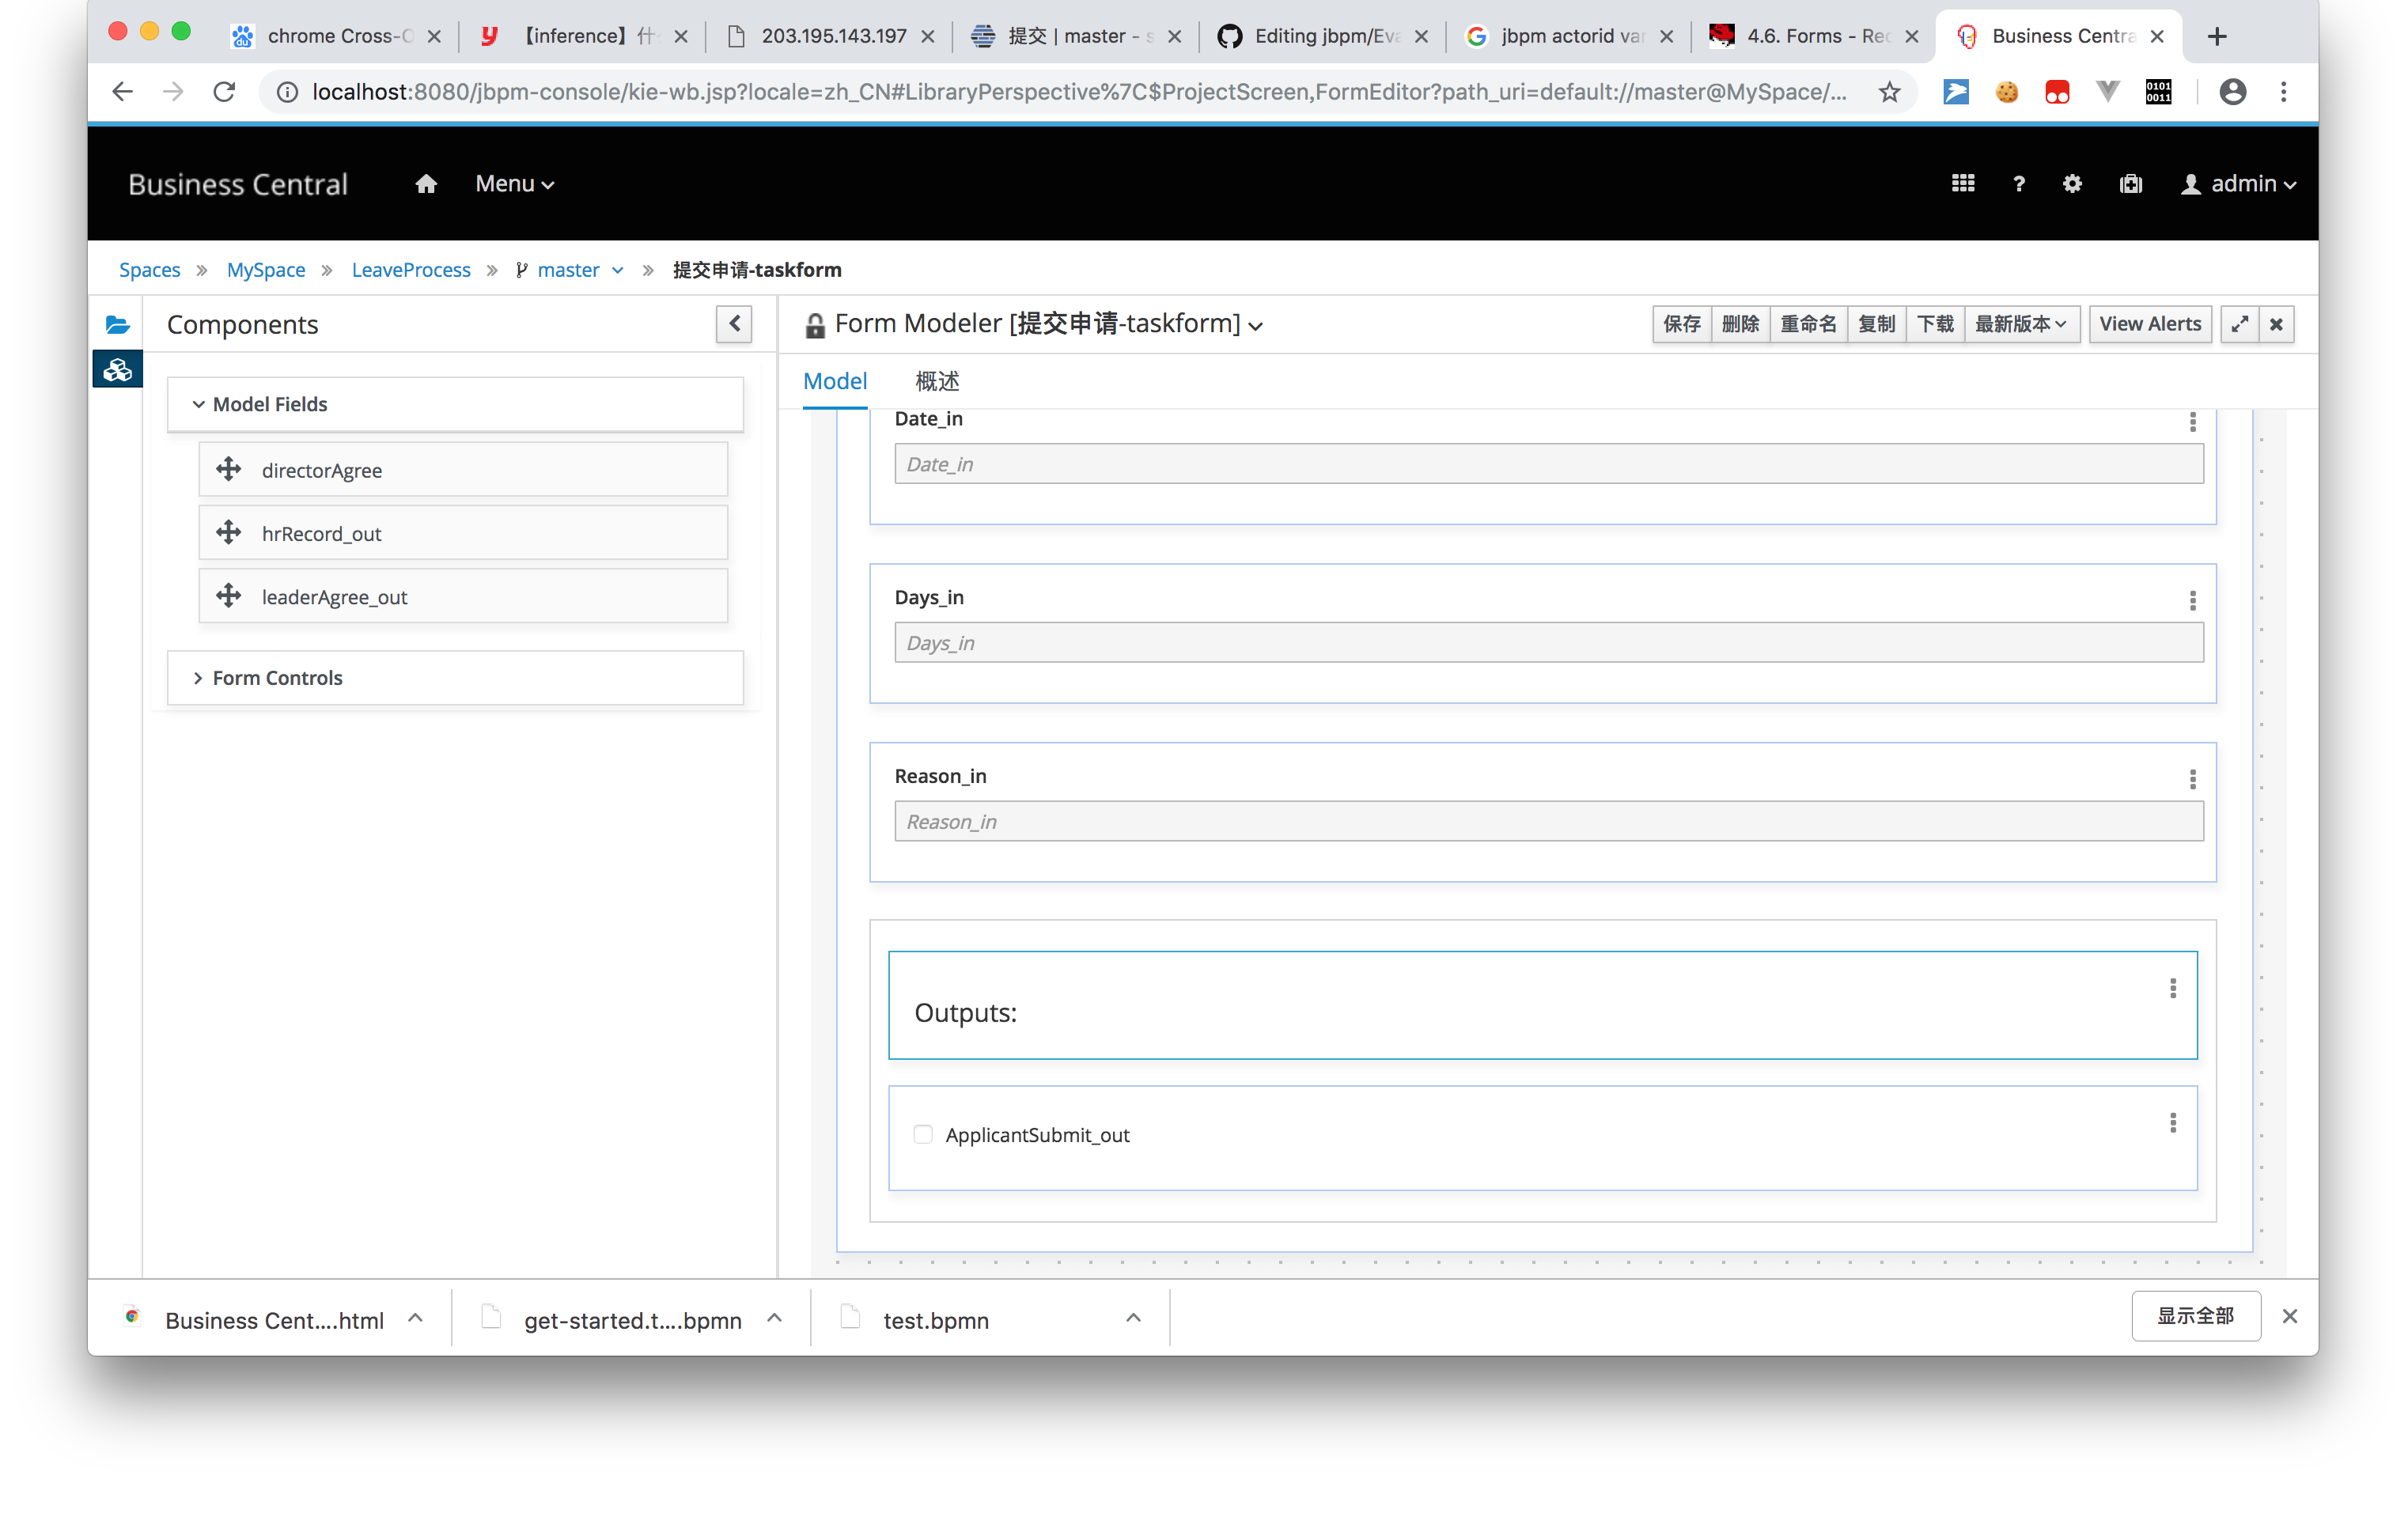 chrome Cross-O
【inference】什
203.195.143.197
提交 | master - s
Editing jbpm/Eva
jbpm actorid var
4.6. Forms - Red
Business Centra
localhost:8080/jbpm-console/kie-wb.jsp?locale=zh_CN#LibraryPerspective%7C$ProjectScreen,FormEditor?path_uri=default://master@MySpace/...
0101
0011
Business Central
Menu
?
admin
Spaces » MySpace » LeaveProcess » master » 提交申请-taskform
Components
Form Modeler [提交申请-taskform]
保存
删除
重命名
复制
下载
最新版本
View Alerts
Model
概述
Model Fields
directorAgree
hrRecord_out
leaderAgree_out
Form Controls
Date_in
Date_in
Days_in
Days_in
Reason_in
Reason_in
Outputs:
ApplicantSubmit_out
Business Cent....html
get-started.t....bpmn
test.bpmn
显示全部